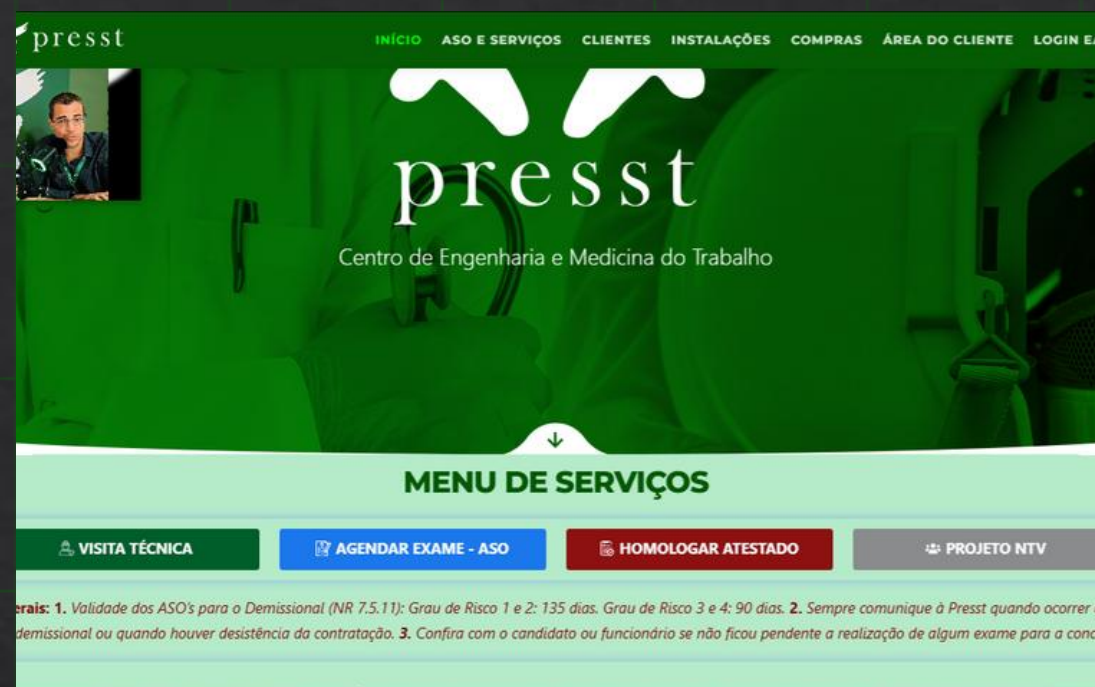 presst
INÍCIO ASO E SERVIÇOS CLIENTES INSTALAÇÕES COMPRAS ÁREA DO CLIENTE LOGIN
presst
Centro de Engenharia e Medicina do Trabalho
MENU DE SERVIÇOS
VISITA TÉCNICA
AGENDAR EXAME - ASO
HOMOLOGAR ATESTADO
PROJETO NTV
erais: 1. Validade dos ASO's para o Demissional (NR 7.5.11): Grau de Risco 1 e 2: 135 dias. Grau de Risco 3 e 4: 90 dias. 2. Sempre comunique à Presst quando ocorrer
demissional ou quando houver desistência da contratação. 3. Confira com o candidato ou funcionário se não ficou pendente a realização de algum exame para a